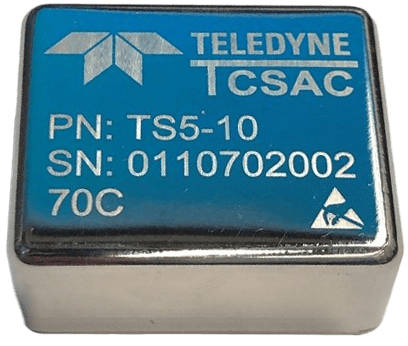 TELEDYNE
TCSAC
PN: TS5-10
SN: 0110702002
70C